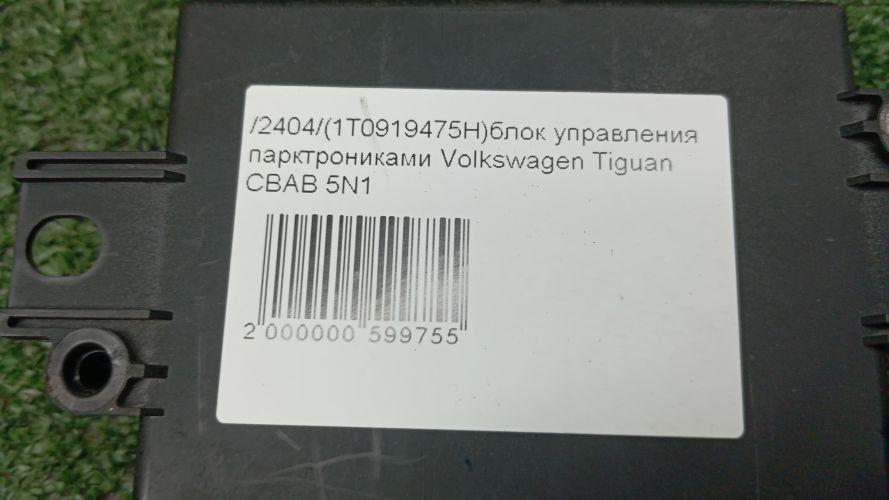 /2404/(1T0919475H)блок управления
парктрониками Volkswagen Tiguan
CBAB 5N1
2 000000 599755